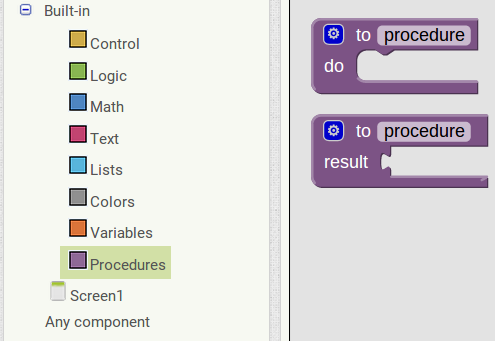 Built-in
Control
Logic
Math
Text
Lists
Colors
Variables
Procedures
Screen1
Any component
to procedure
do
to procedure
result